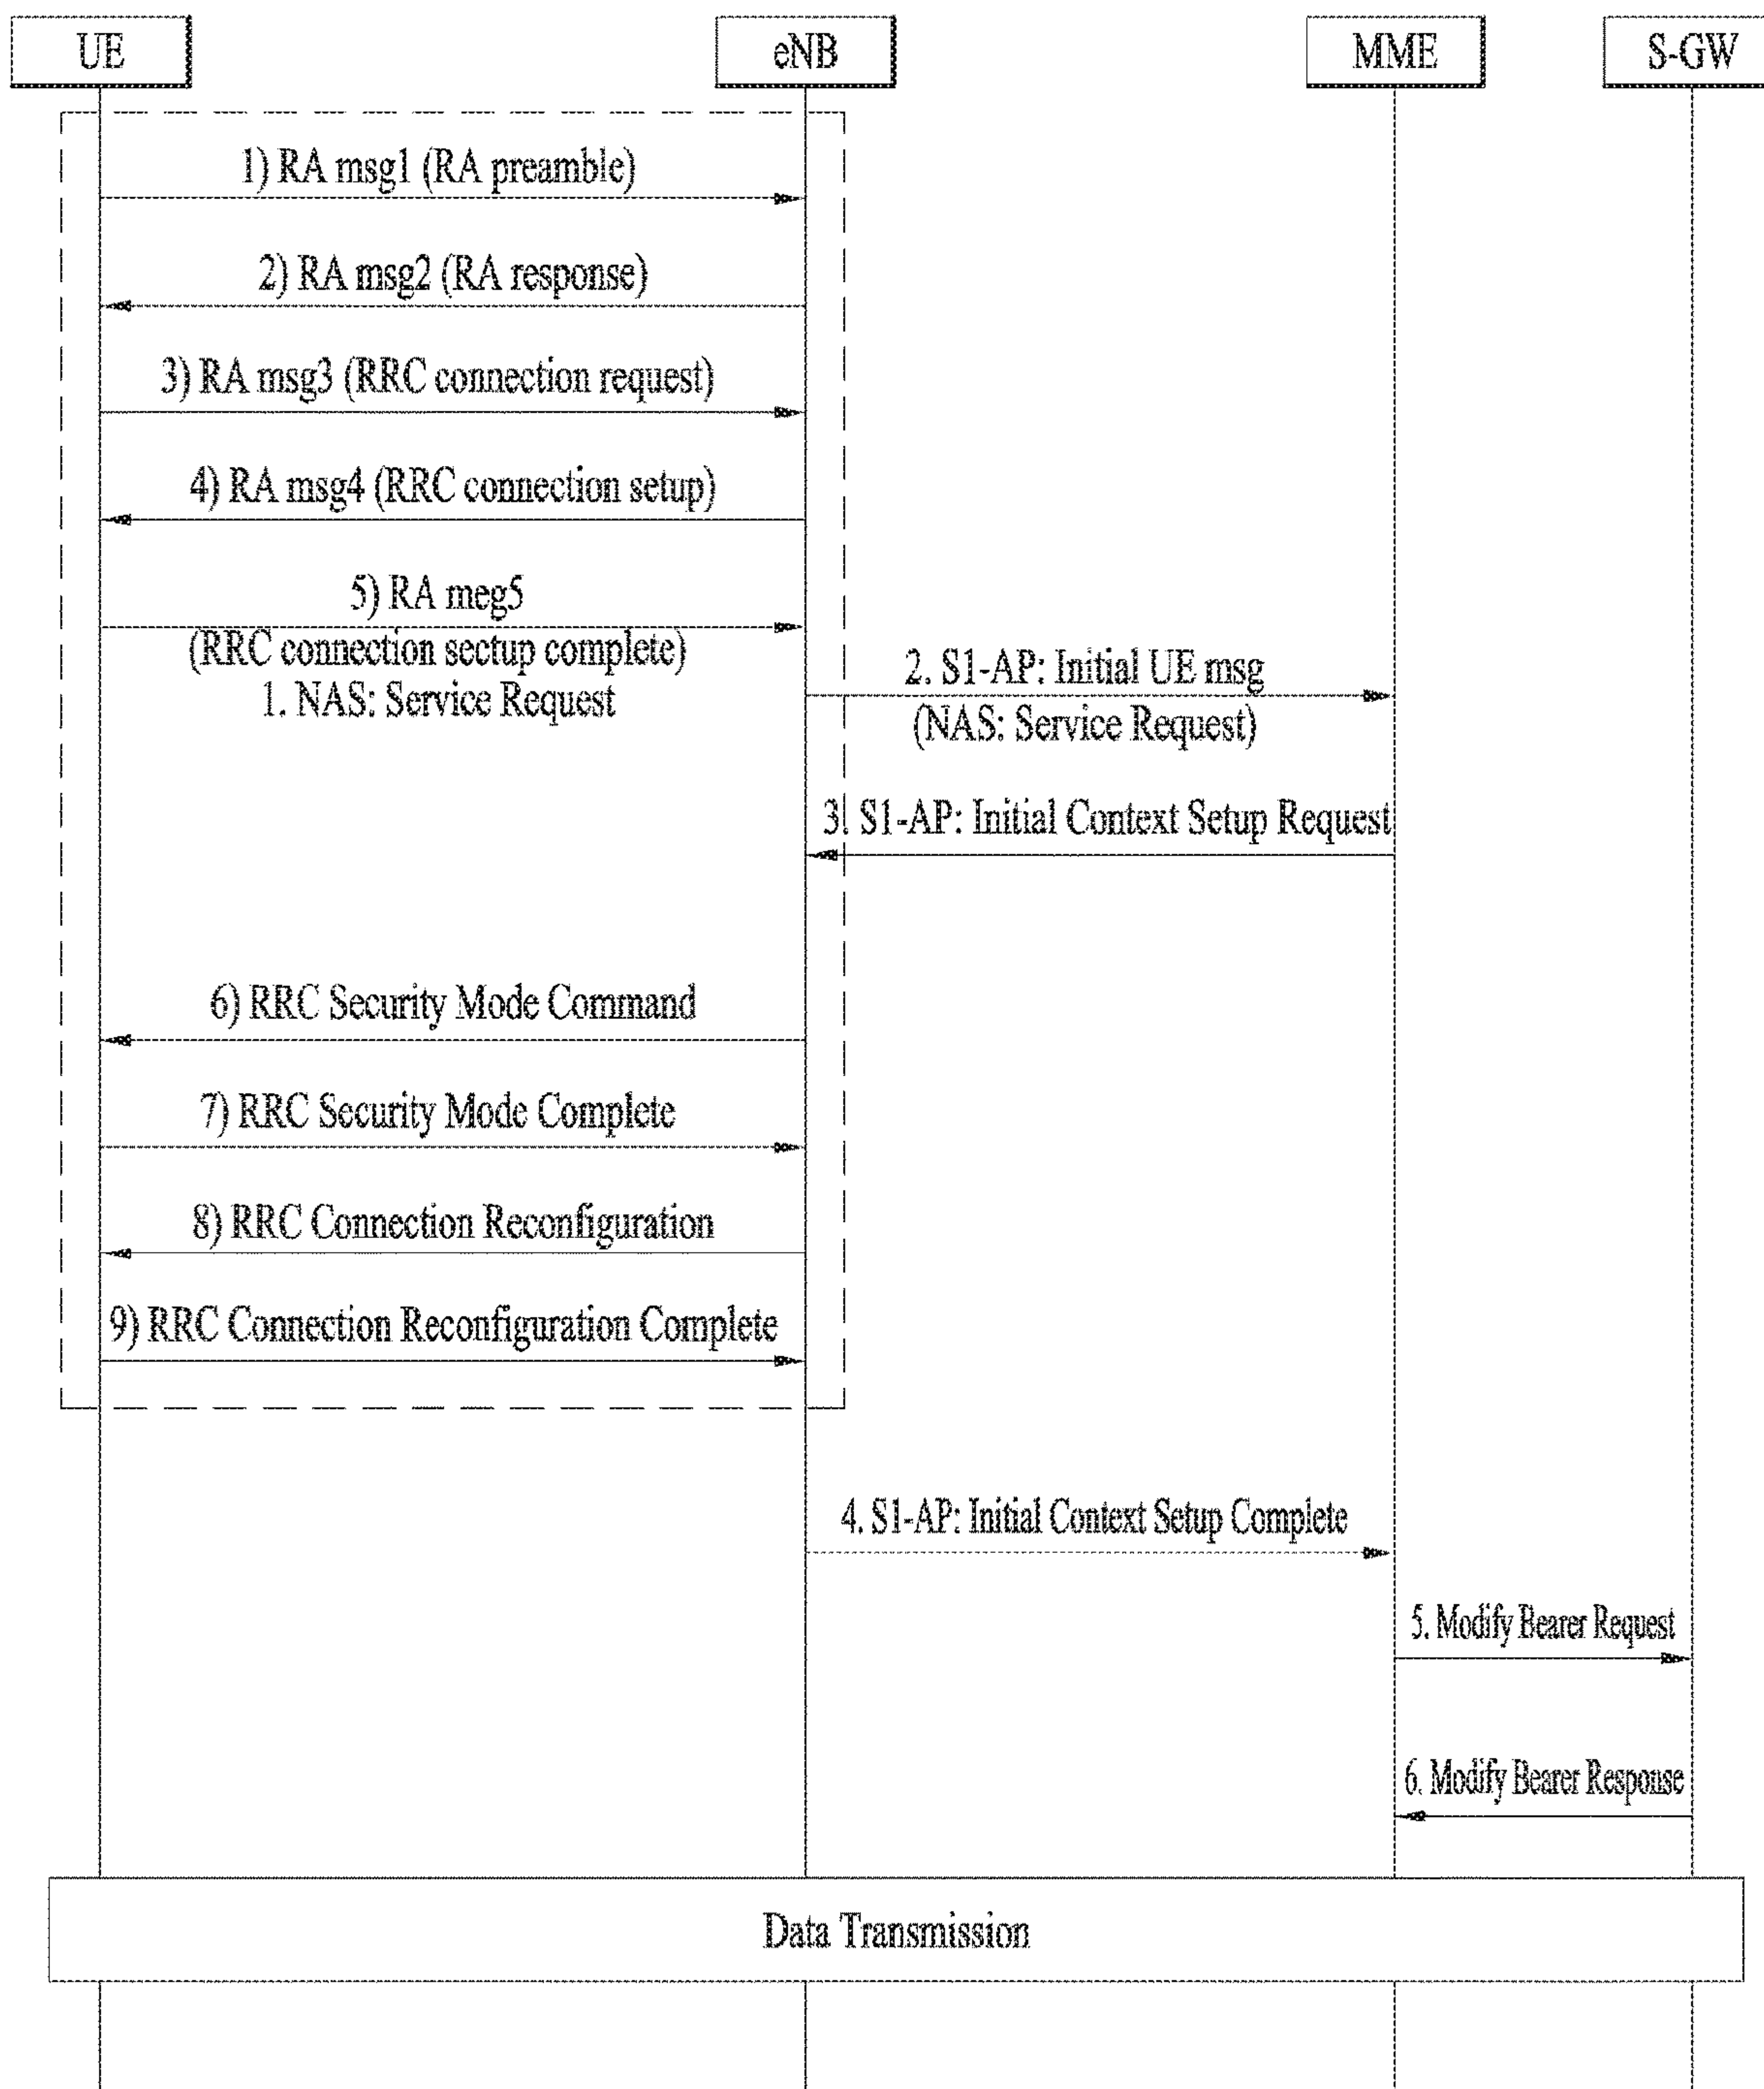 UE
eNB
MME
S-GW
1) RA msg1 (RA preamble)
2) RA msg2 (RA response)
3) RA msg3 (RRC connection request)
4) RA msg4 (RRC connection setup)
5) RA meg5
(RRC connection sectup complete)
1. NAS: Service Request
2. S1-AP: Initial UE msg
(NAS: Service Request)
3. S1-AP: Initial Context Setup Request
6) RRC Security Mode Command
7) RRC Security Mode Complete
8) RRC Connection Reconfiguration
9) RRC Connection Reconfiguration Complete
4. S1-AP: Initial Context Setup Complete
5. Modify Bearer Request
6. Modify Bearer Response
Data Transmission